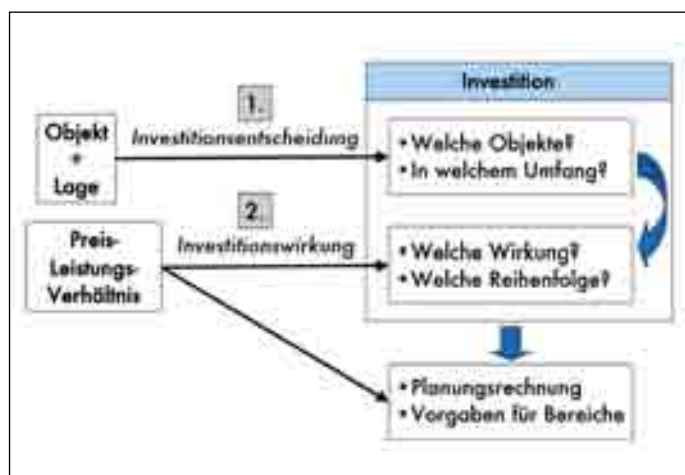 Investition
1.
Investitionsentscheidung
Objekt
+
Lage
• Welche Objekte?
• In welchem Umfang?
2.
Investitionswirkung
Preis-
Leistungs-
Verhältnis
• Welche Wirkung?
• Welche Reihenfolge?
• Planungsrechnung
• Vorgaben für Bereiche